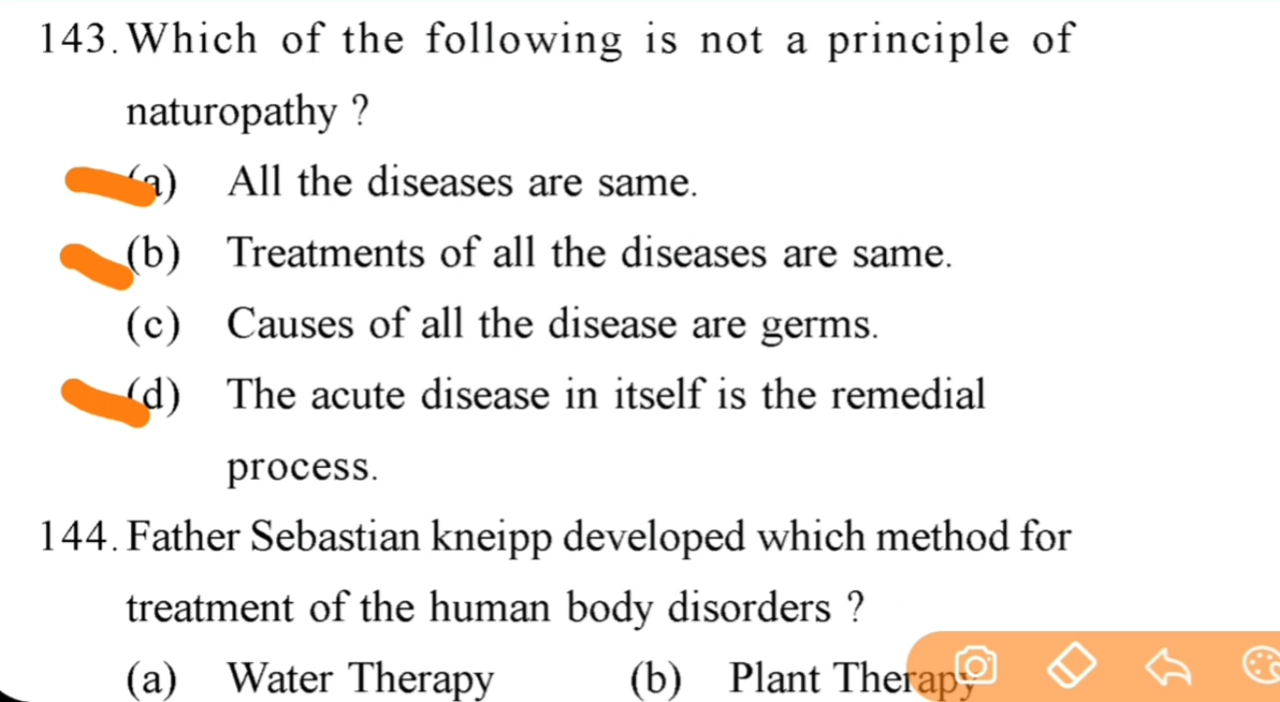 143. Which of the following is not a principle of
naturopathy ?
(a) All the diseases are same.
(b) Treatments of all the diseases are same.
(c) Causes of all the disease are germs.
(d) The acute disease in itself is the remedial
process.
144. Father Sebastian kneipp developed which method for
treatment of the human body disorders ?
(a) Water Therapy (b) Plant Therapy